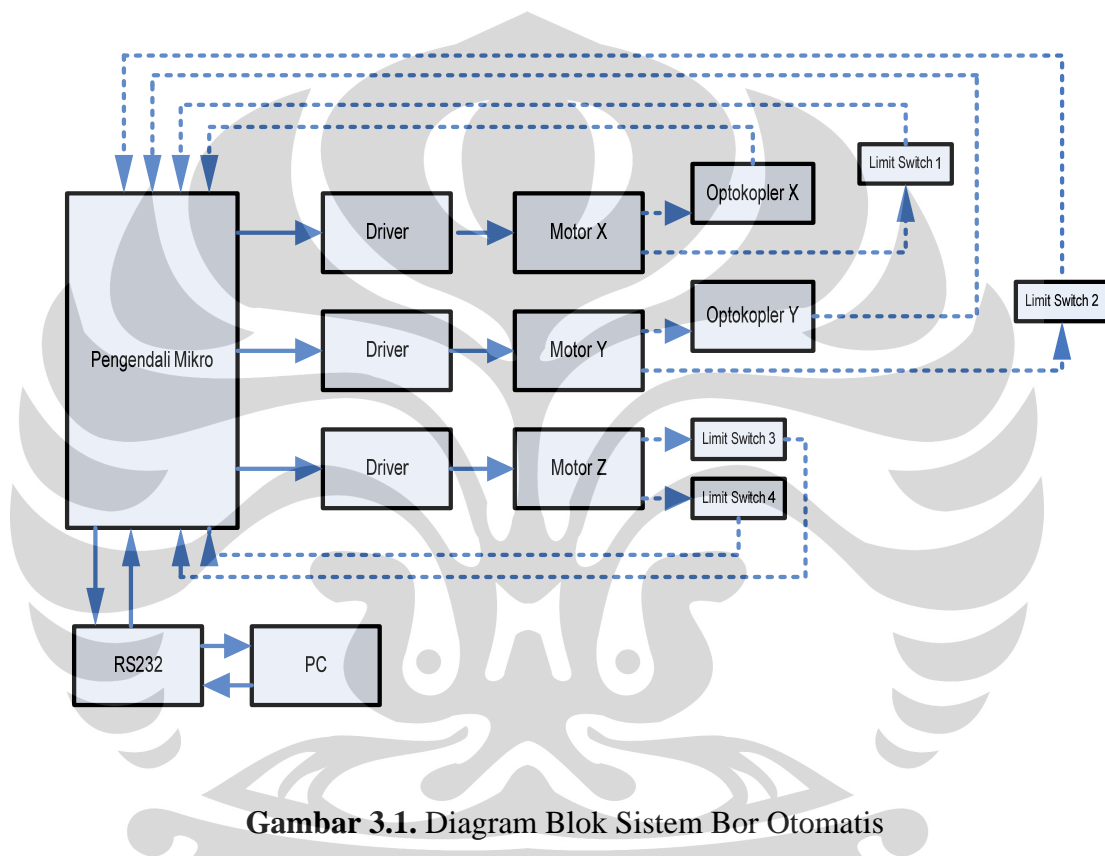 Limit Switch 1
Optokopler X
Driver
Motor X
Optokopler Y
Limit Switch 2
Pengendali Mikro
Driver
Motor Y
Limit Switch 3
Driver
Motor Z
Limit Switch 4
RS232
PC
Gambar 3.1. Diagram Blok Sistem Bor Otomatis